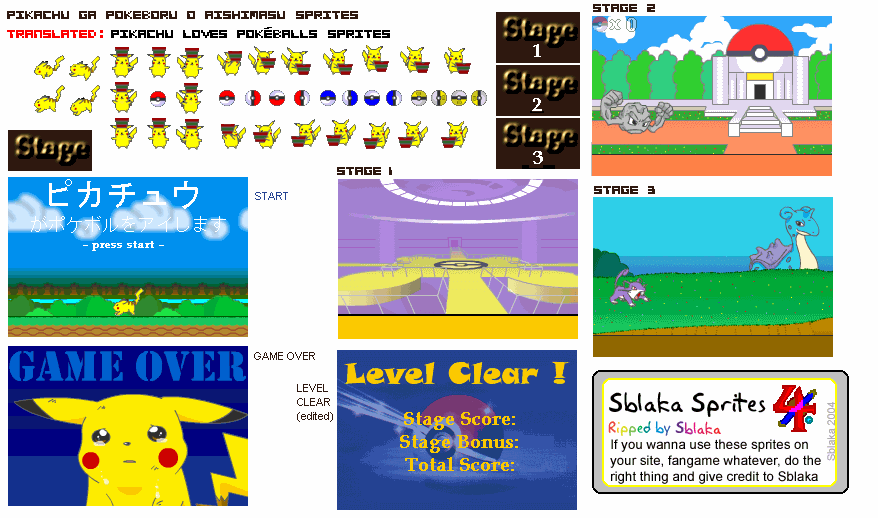 PIKACHU GA POKEBORU O AISHIMASU SPRITES
TRANSLATED: PIKACHU LOVES POKÉBALLS SPRITES
Stage
1
Stage
2
Stage
3
STAGE 2
x 0
Stage
STAGE 1
STAGE 3
ピカチュウ
がポケボルをアイします
- press start -
START
GAME OVER
GAME OVER
LEVEL
CLEAR
(edited)
Level Clear !
Stage Score:
Stage Bonus:
Total Score:
Sblaka Sprites 4
Ripped by Sblaka
If you wanna use these sprites on
your site, fangame whatever, do the
right thing and give credit to Sblaka
Sblaka 2004